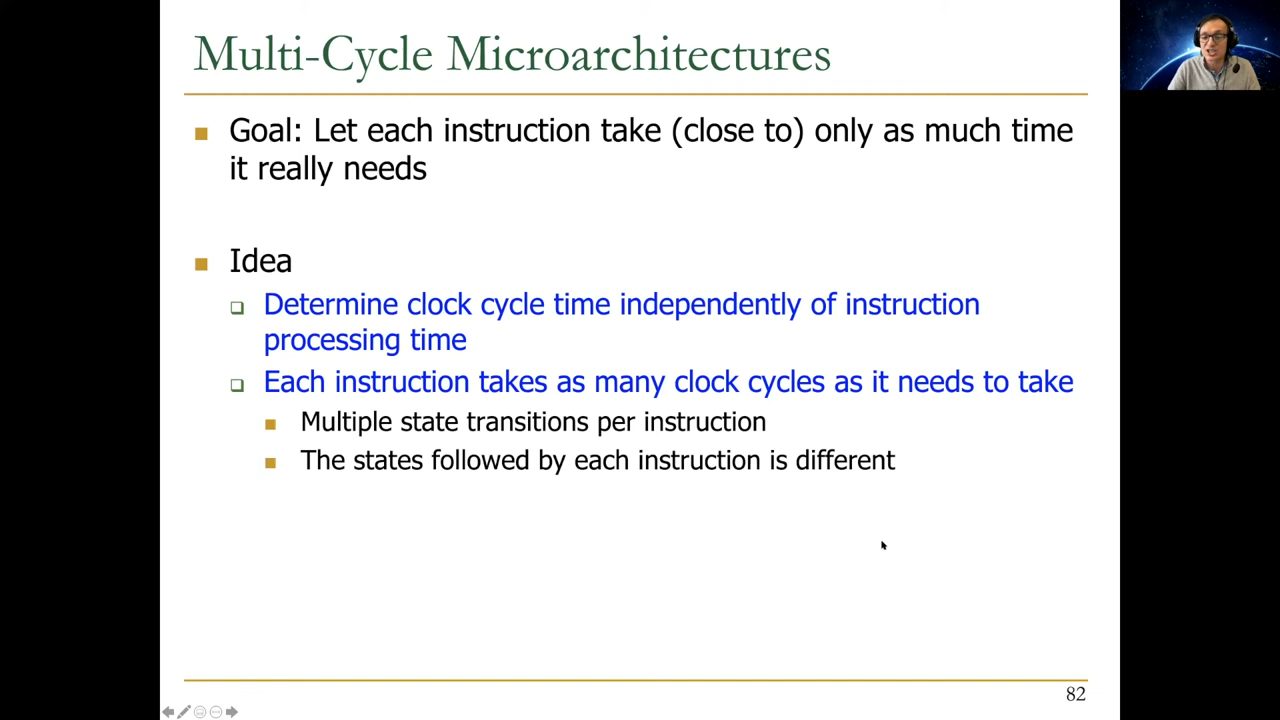 Multi-Cycle Microarchitectures
Goal: Let each instruction take (close to) only as much time
it really needs
Idea
Determine clock cycle time independently of instruction
processing time
Each instruction takes as many clock cycles as it needs to take
Multiple state transitions per instruction
The states followed by each instruction is different
82